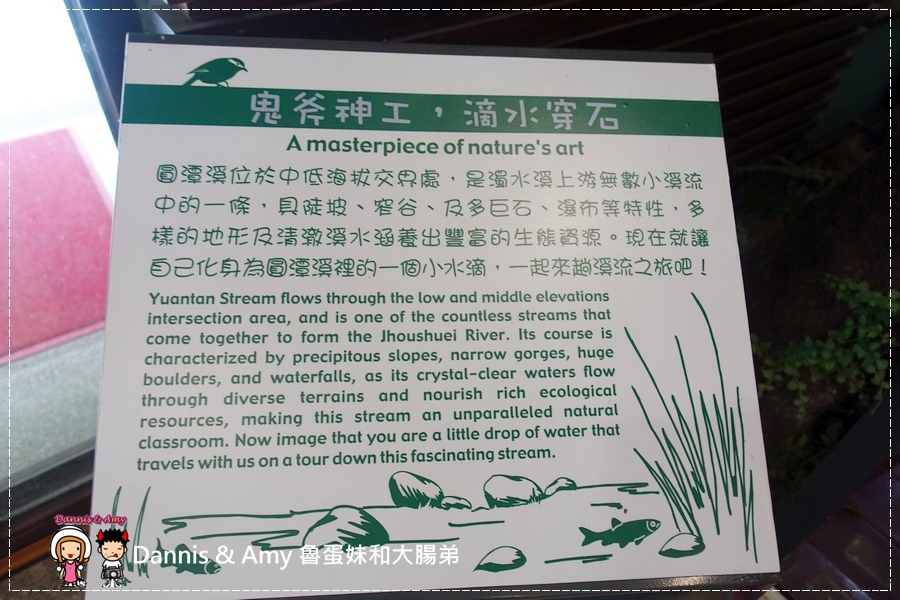 鬼斧神工，滴水穿石
A masterpiece of nature's art
圓潭溪位於中低海拔交界處，是濁水溪上游無數小溪流
中的一條，具陡坡、窄谷、及多巨石、瀑布等特性，多
樣的地形及清澈溪水涵養出豐富的生態資源。現在就讓
自己化身為圓潭溪裡的一個小水滴，一起來趟溪流之旅吧！
Yuantan Stream flows through the low and middle elevations
intersection area, and is one of the countless streams that
come together to form the Jhoushuei River. Its course is
characterized by precipitous slopes, narrow gorges, huge
boulders, and waterfalls, as its crystal-clear waters flow
through diverse terrains and nourish rich ecological
resources, making this stream an unparalleled natural
classroom. Now image that you are a little drop of water that
travels with us on a tour down this fascinating stream.
Dannis & Amy
Dannis & Amy 魯蛋妹和大腸弟